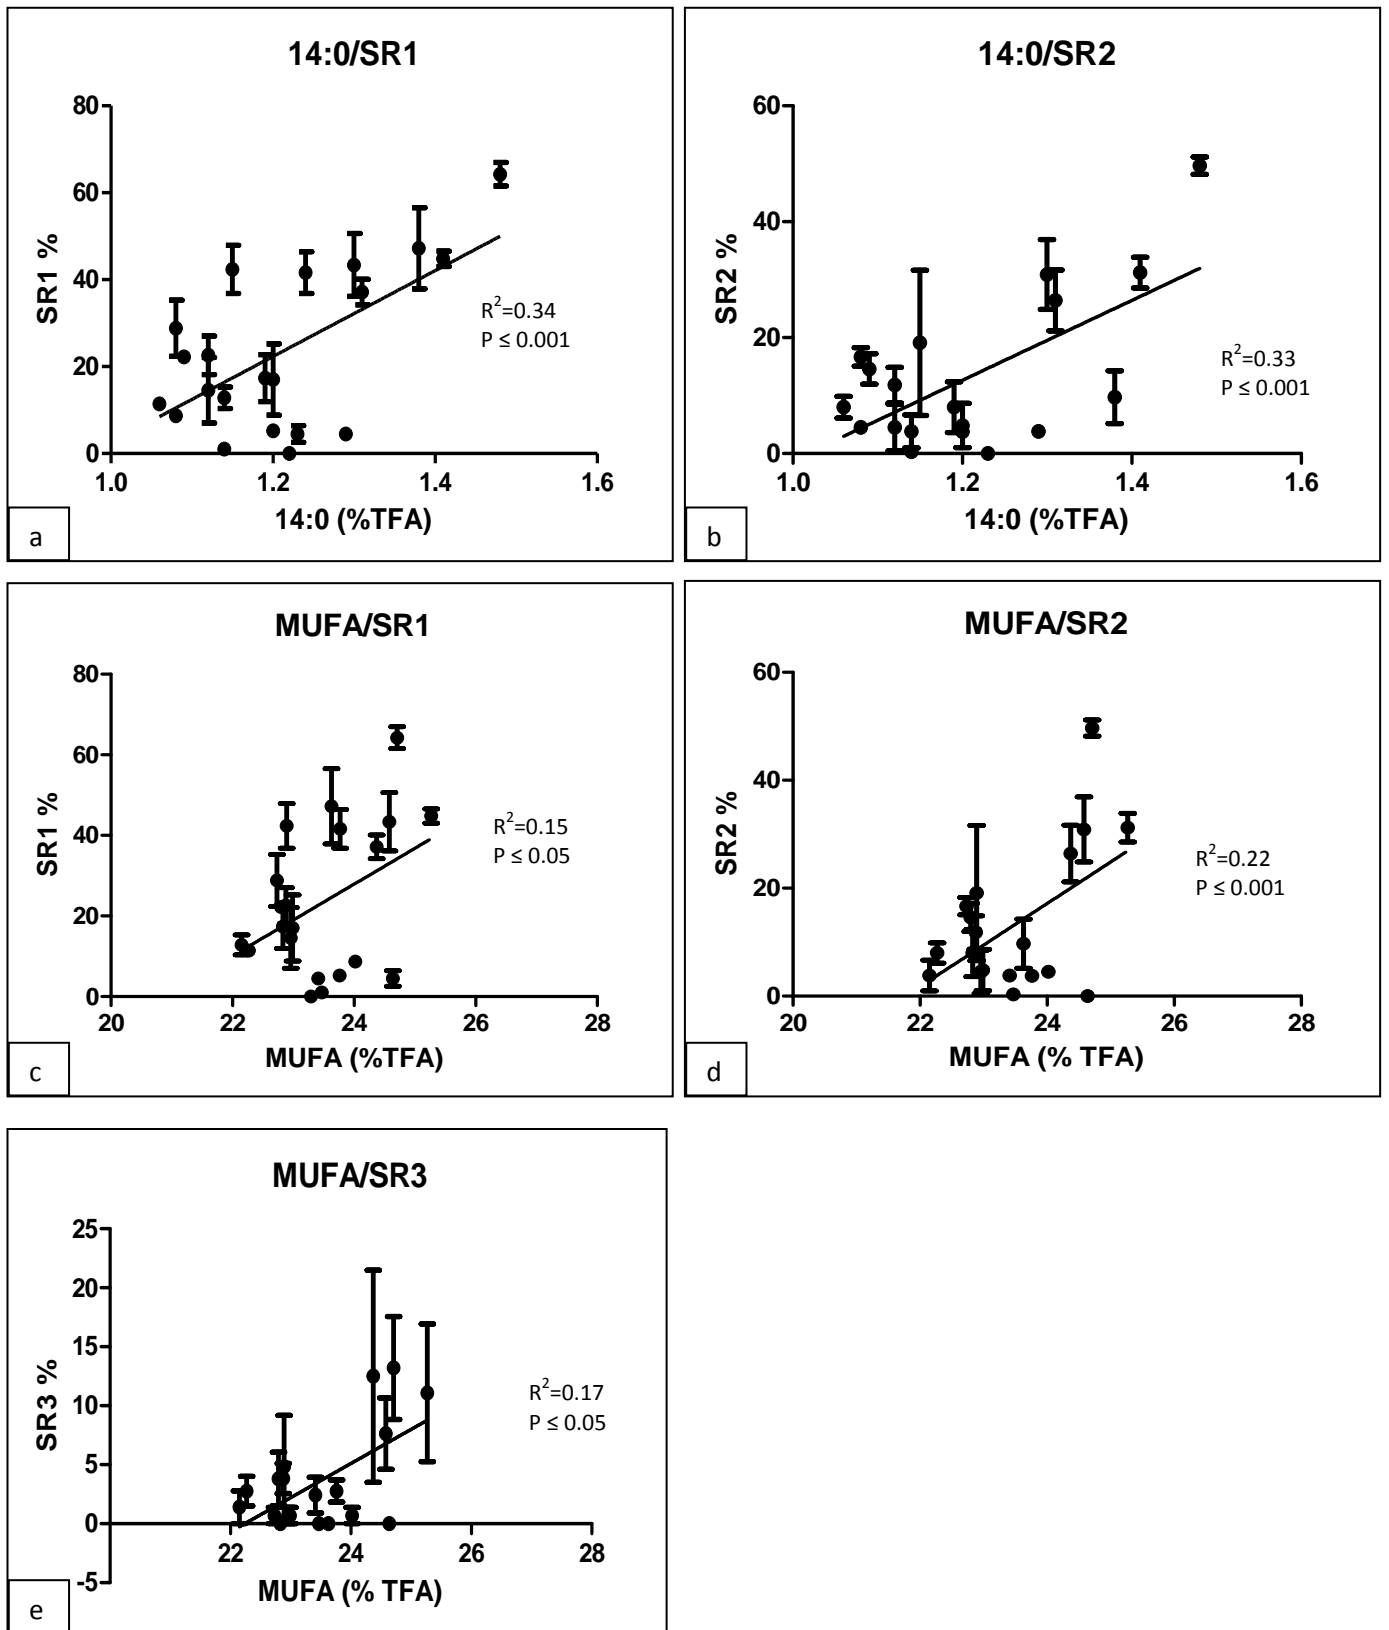 14:0/SR1
80
60
40
20
0
SR1 %
1.0 1.2 1.4 1.6
14:0 (%TFA)
R²=0.34
P ≤ 0.001
a
14:0/SR2
60
40
20
0
SR2 %
1.0 1.2 1.4 1.6
14:0 (%TFA)
R²=0.33
P ≤ 0.001
b
MUFA/SR1
80
60
40
20
0
SR1 %
20 22 24 26 28
MUFA (%TFA)
R²=0.15
P ≤ 0.05
c
MUFA/SR2
60
40
20
0
SR2 %
20 22 24 26 28
MUFA (% TFA)
R²=0.22
P ≤ 0.001
d
MUFA/SR3
25
20
15
10
5
0
-5
SR3 %
22 24 26 28
MUFA (% TFA)
R²=0.17
P ≤ 0.05
e